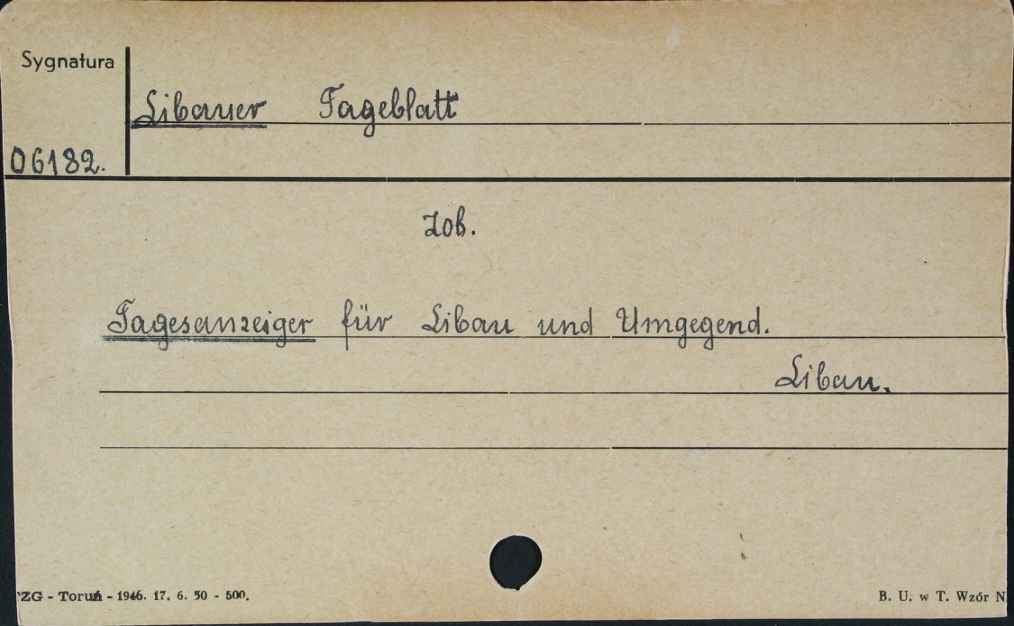 Sygnatura
Libauer Tageblatt
06182.
Zob.
Tagesanzeiger für Libau und Umgegend.
Libau.
ZG - Toruń - 1946. 17. 6. 50 - 500.
B. U. w T. Wzór N